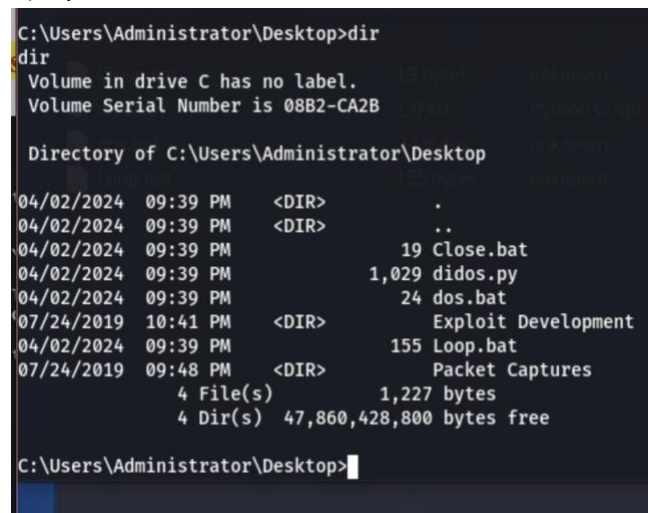 C:\Users\Administrator\Desktop>dir
dir
 Volume in drive C has no label.
 Volume Serial Number is 08B2-CA2B

 Directory of C:\Users\Administrator\Desktop

04/02/2024  09:39 PM    <DIR>          .
04/02/2024  09:39 PM    <DIR>          ..
04/02/2024  09:39 PM                19 Close.bat
04/02/2024  09:39 PM             1,029 didos.py
04/02/2024  09:39 PM                24 dos.bat
07/24/2019  10:41 PM    <DIR>          Exploit Development
04/02/2024  09:39 PM               155 Loop.bat
07/24/2019  09:48 PM    <DIR>          Packet Captures
               4 File(s)          1,227 bytes
               4 Dir(s)  47,860,428,800 bytes free

C:\Users\Administrator\Desktop>